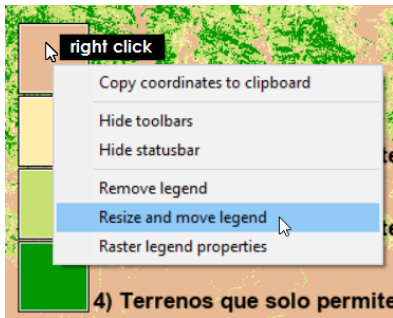 right click
Copy coordinates to clipboard
Hide toolbars
Hide statusbar
Remove legend
Resize and move legend
Raster legend properties
4) Terrenos que solo permite